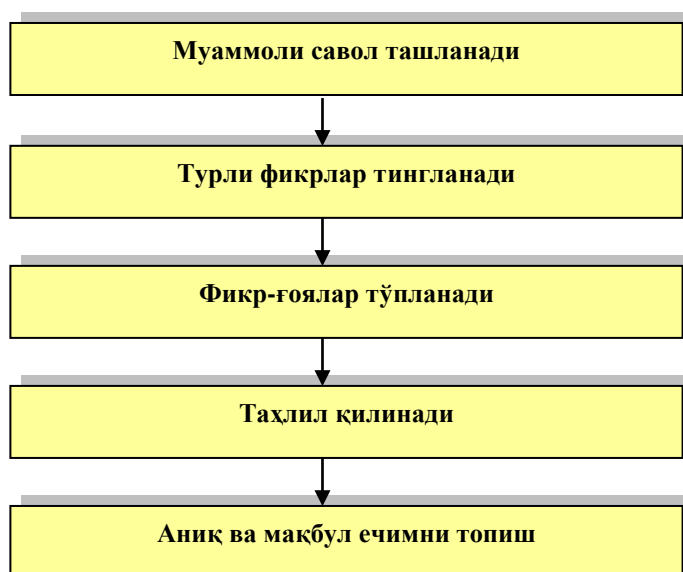 Муаммоли савол ташланади
Турли фикрлар тингланади
Фикр-ғоялар тўпланади
Таҳлил қилинади
Аниқ ва мақбул ечимни топиш